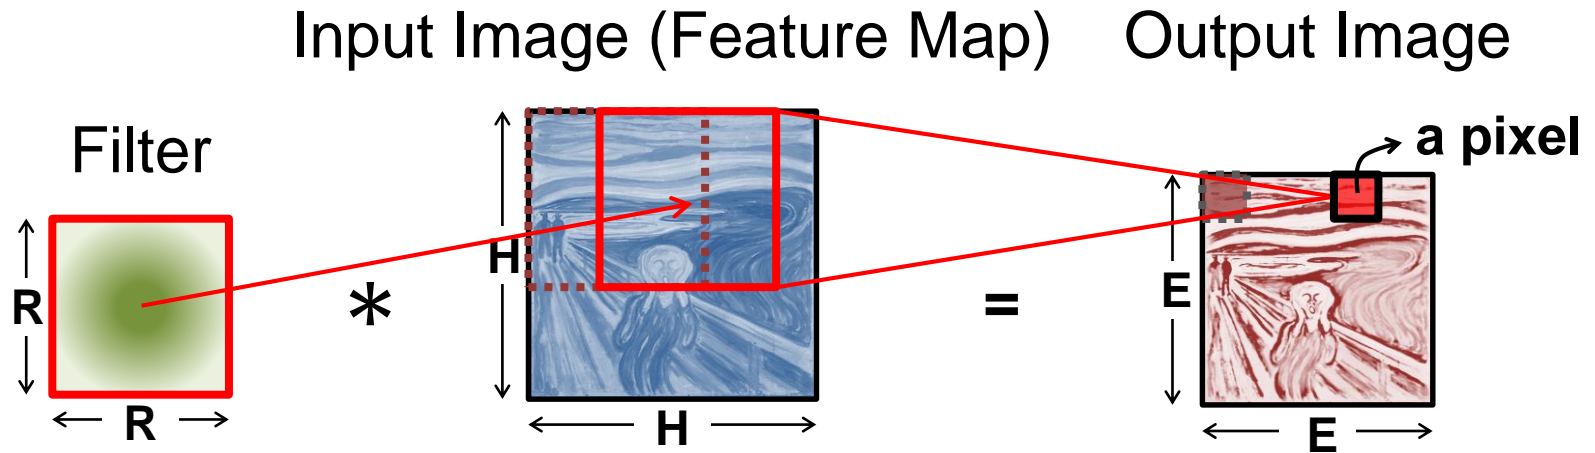 Input Image (Feature Map)
Output Image
Filter
a pixel
R
R
*
H
H
=
E
E